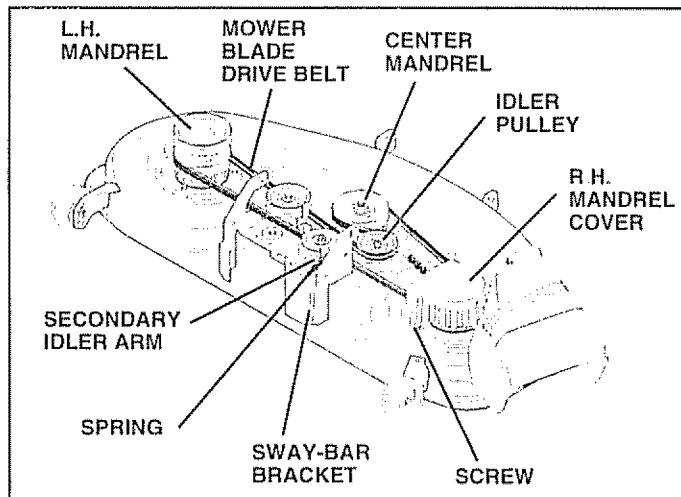 L.H.
MANDREL
MOWER
BLADE
DRIVE BELT
CENTER
MANDREL
IDLER
PULLEY
R.H.
MANDREL
COVER
SECONDARY
IDLER ARM
SPRING
SWAY-BAR
BRACKET
SCREW